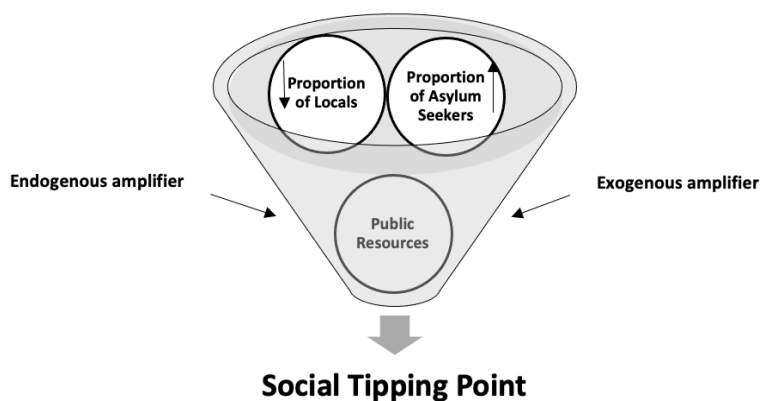 Proportion
of Locals
Proportion
of Asylum
Seekers
Endogenous amplifier
Exogenous amplifier
Public
Resources
Social Tipping Point